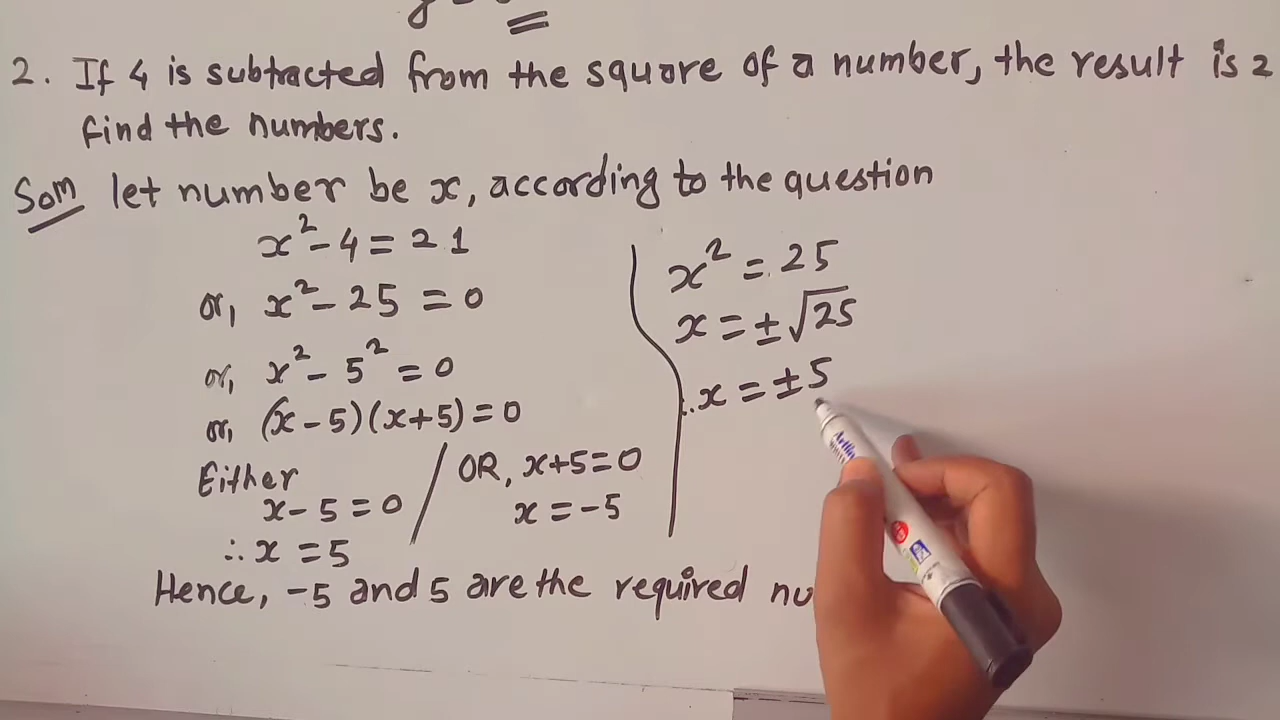 2. If 4 is subtracted from the square of a number, the result is 2
find the numbers.
Soln let number be x, according to the question
x² - 4 = 21
or, x² - 25 = 0
or, x² - 5² = 0
or, (x - 5)(x + 5) = 0
Either
x - 5 = 0
∴ x = 5
OR, x + 5 = 0
x = -5
Hence, -5 and 5 are the required nu
x² = 25
x = ± √25
∴ x = ± 5
Artline